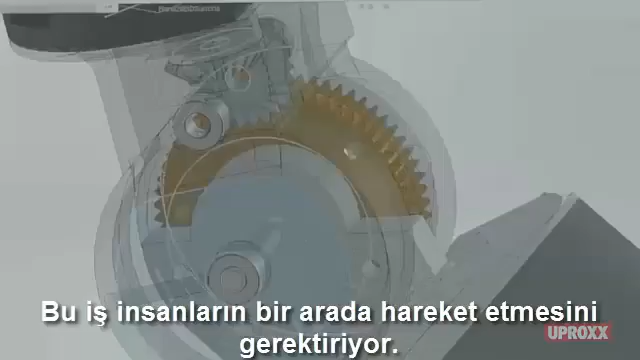 Bu iş insanların bir arada hareket etmesini
gerektiriyor.
UPROXX